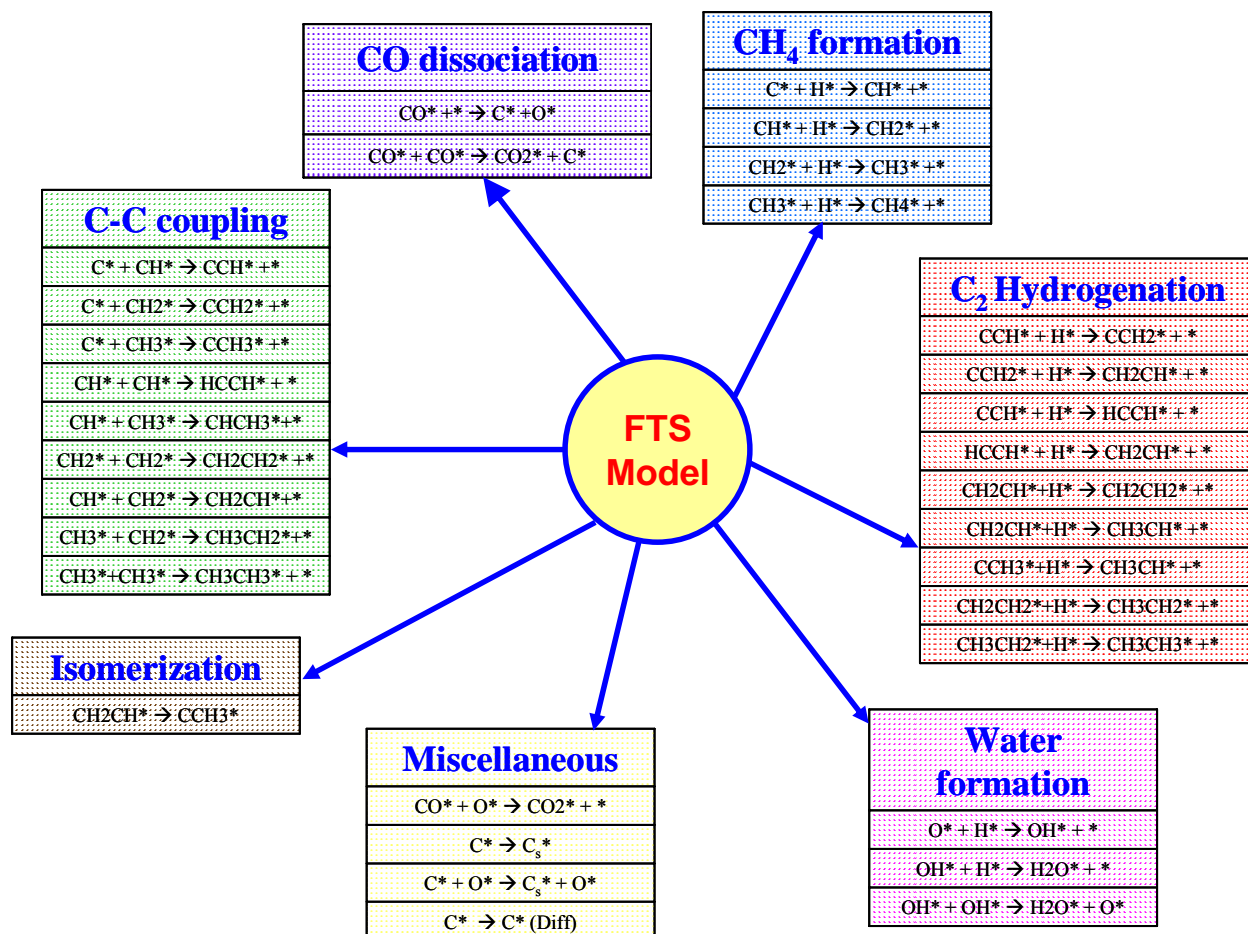 CO dissociation
CO* +* → C* +O*
CO* + CO* → CO2* + C*
CH₄ formation
C* + H* → CH* +*
CH* + H* → CH2* +*
CH2* + H* → CH3* +*
CH3* + H* → CH4* +*
C-C coupling
C* + CH* → CCH* +*
C* + CH2* → CCH2* +*
C* + CH3* → CCH3* +*
CH* + CH* → HCCH* + *
CH* + CH3* → CHCH3*+*
CH2* + CH2* → CH2CH2* +*
CH* + CH2* → CH2CH*+*
CH3* + CH2* → CH3CH2*+*
CH3*+CH3* → CH3CH3* + *
C₂ Hydrogenation
CCH* + H* → CCH2* + *
CCH2* + H* → CH2CH* + *
CCH* + H* → HCCH* + *
HCCH* + H* → CH2CH* + *
CH2CH*+H* → CH2CH2* +*
CH2CH*+H* → CH3CH* +*
CCH3*+H* → CH3CH* +*
CH2CH2*+H* → CH3CH2* +*
CH3CH2*+H* → CH3CH3* +*
FTS
Model
Isomerization
CH2CH* → CCH3*
Miscellaneous
CO* + O* → CO2* + *
C* → Cₛ*
C* + O* → Cₛ* + O*
C* → C* (Diff)
Water
formation
O* + H* → OH* + *
OH* + H* → H2O* + *
OH* + OH* → H2O* + O*